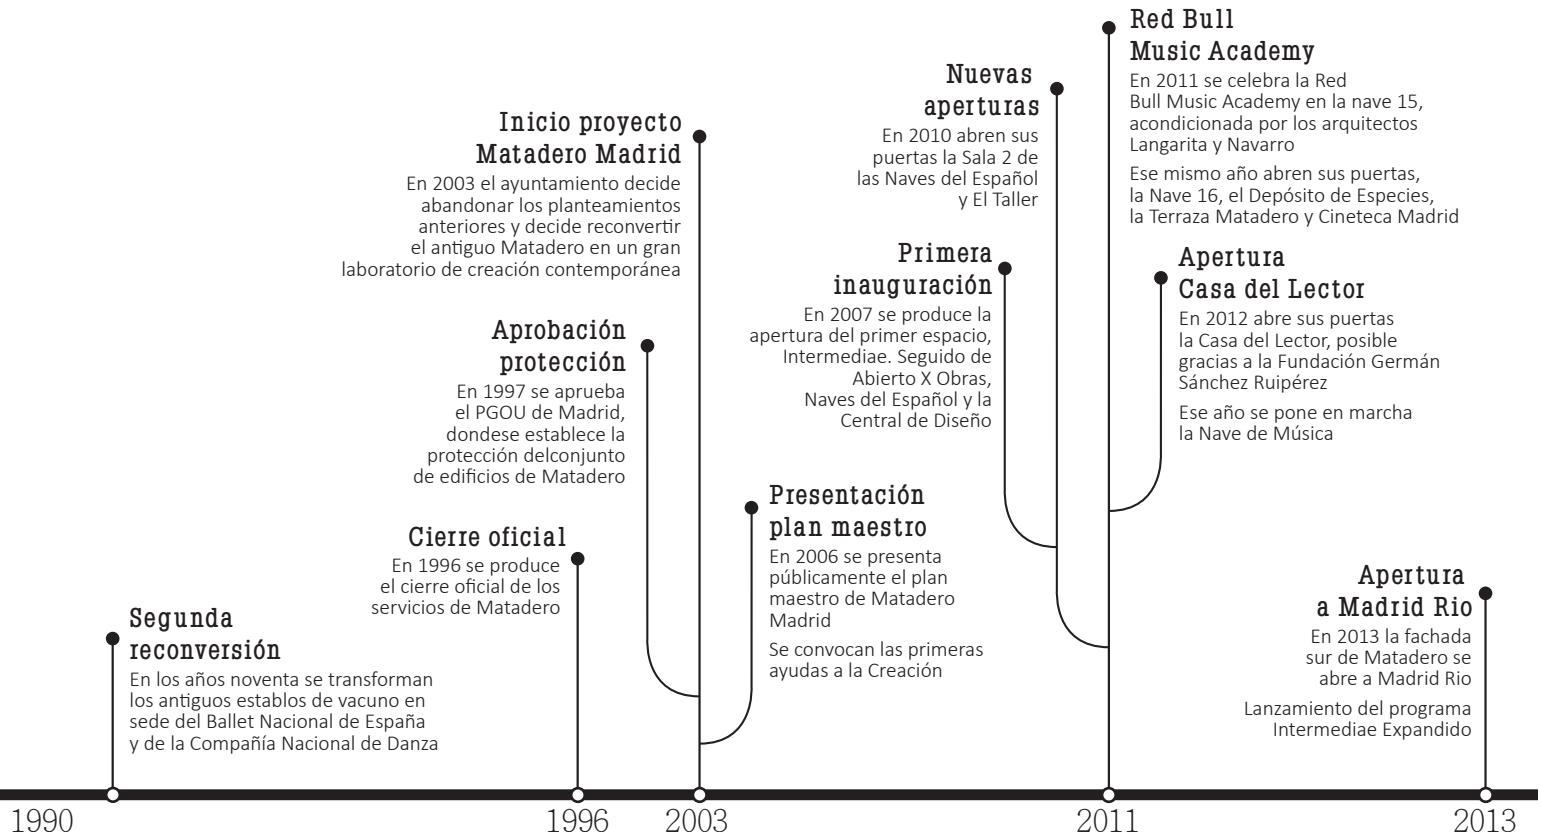 Segunda
reconversión
En los años noventa se transforman
los antiguos establos de vacuno en
sede del Ballet Nacional de España
y de la Compañía Nacional de Danza
Cierre oficial
En 1996 se produce
el cierre oficial de los
servicios de Matadero
Aprobación
protección
En 1997 se aprueba
el PGOU de Madrid,
dondese establece la
protección delconjunto
de edificios de Matadero
Inicio proyecto
Matadero Madrid
En 2003 el ayuntamiento decide
abandonar los planteamientos
anteriores y decide reconvertir
el antiguo Matadero en un gran
laboratorio de creación contemporánea
Presentación
plan maestro
En 2006 se presenta
públicamente el plan
maestro de Matadero
Madrid
Se convocan las primeras
ayudas a la Creación
Primera
inauguración
En 2007 se produce la
apertura del primer espacio,
Intermediae. Seguido de
Abierto X Obras,
Naves del Español y la
Central de Diseño
Nuevas
aperturas
En 2010 abren sus
puertas la Sala 2 de
las Naves del Español
y El Taller
Red Bull
Music Academy
En 2011 se celebra la Red
Bull Music Academy en la nave 15,
acondicionada por los arquitectos
Langarita y Navarro
Ese mismo año abren sus puertas,
la Nave 16, el Depósito de Especies,
la Terraza Matadero y Cineteca Madrid
Apertura
Casa del Lector
En 2012 abre sus puertas
la Casa del Lector, posible
gracias a la Fundación Germán
Sánchez Ruipérez
Ese año se pone en marcha
la Nave de Música
Apertura
a Madrid Rio
En 2013 la fachada
sur de Matadero se
abre a Madrid Rio
Lanzamiento del programa
Intermediae Expandido
1990
1996
2003
2011
2013